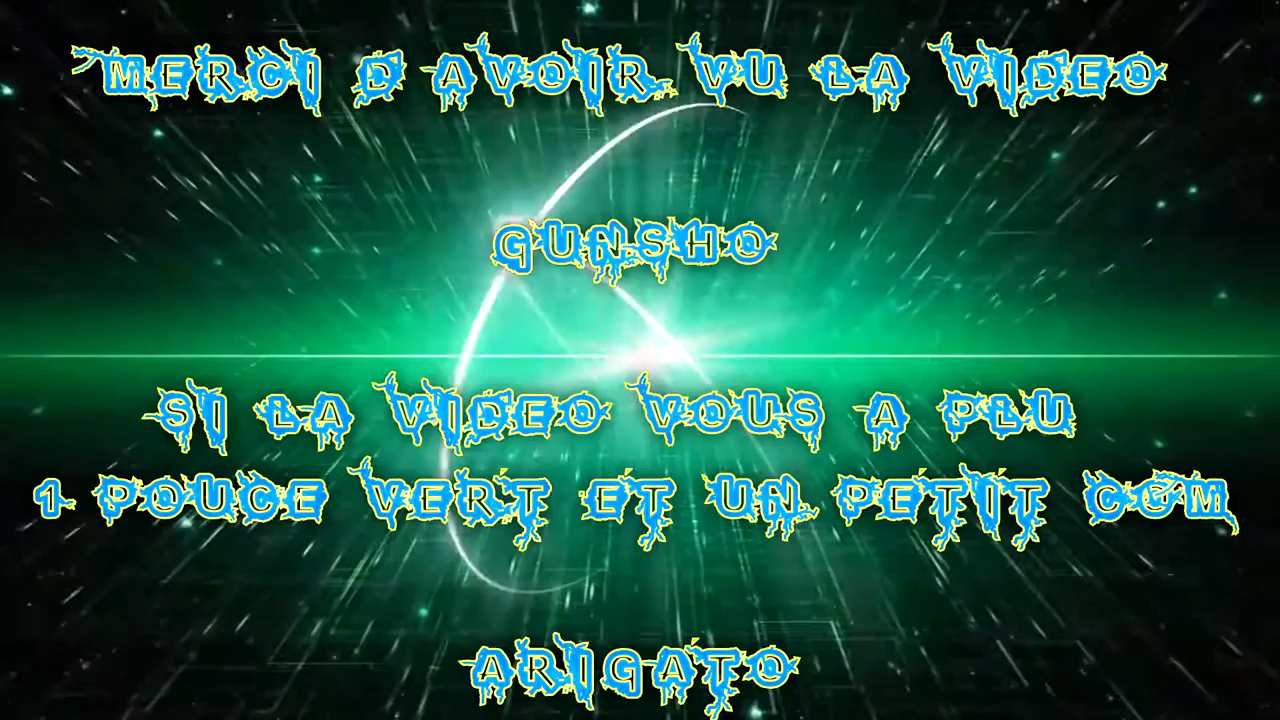 MERCI D AVOIR VU LA VIDEO
GUNSHO
SI LA VIDEO VOUS A PLU
1 POUCE VERT ET UN PETIT COM
ARIGATO